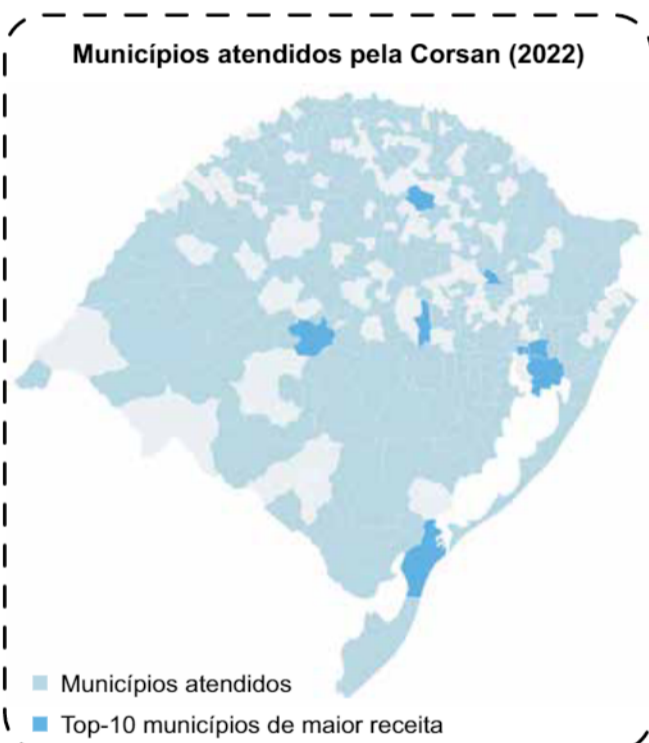 Municípios atendidos pela Corsan (2022)
Municípios atendidos
Top-10 municípios de maior receita